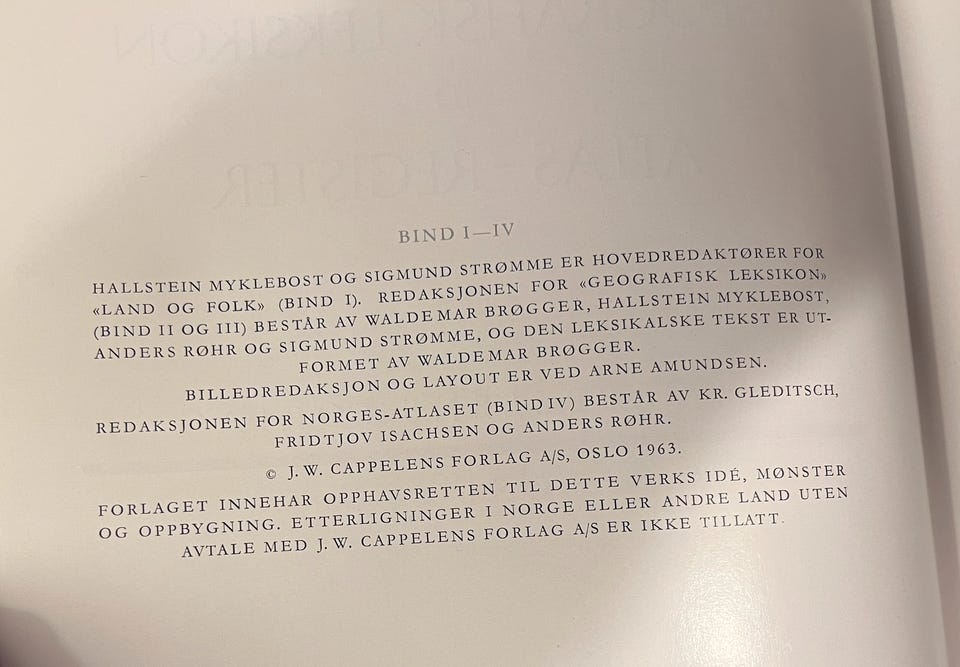 BIND I—IV
HALLSTEIN MYKLEBOST OG SIGMUND STRØMME ER HOVEDREDAKTØRER FOR
«LAND OG FOLK» (BIND I). REDAKSJONEN FOR «GEOGRAFISK LEKSIKON»
(BIND II OG III) BESTÅR AV WALDEMAR BRØGGER, HALLSTEIN MYKLEBOST,
ANDERS RØHR OG SIGMUND STRØMME, OG DEN LEKSIKALSKE TEKST ER UT-
FORMET AV WALDEMAR BRØGGER.
BILLEDREDAKSJON OG LAYOUT ER VED ARNE AMUNDSEN.
REDAKSJONEN FOR NORGES-ATLASET (BIND IV) BESTÅR AV KR. GLEDITSCH,
FRIDTJOV ISACHSEN OG ANDERS RØHR.
© J. W. CAPPELENS FORLAG A/S, OSLO 1963.
FORLAGET INNEHAR OPPHAVSRETTEN TIL DETTE VERKS IDÉ, MØNSTER
OG OPPBYGNING. ETTERLIGNINGER I NORGE ELLER ANDRE LAND UTEN
AVTALE MED J. W. CAPPELENS FORLAG A/S ER IKKE TILLATT.